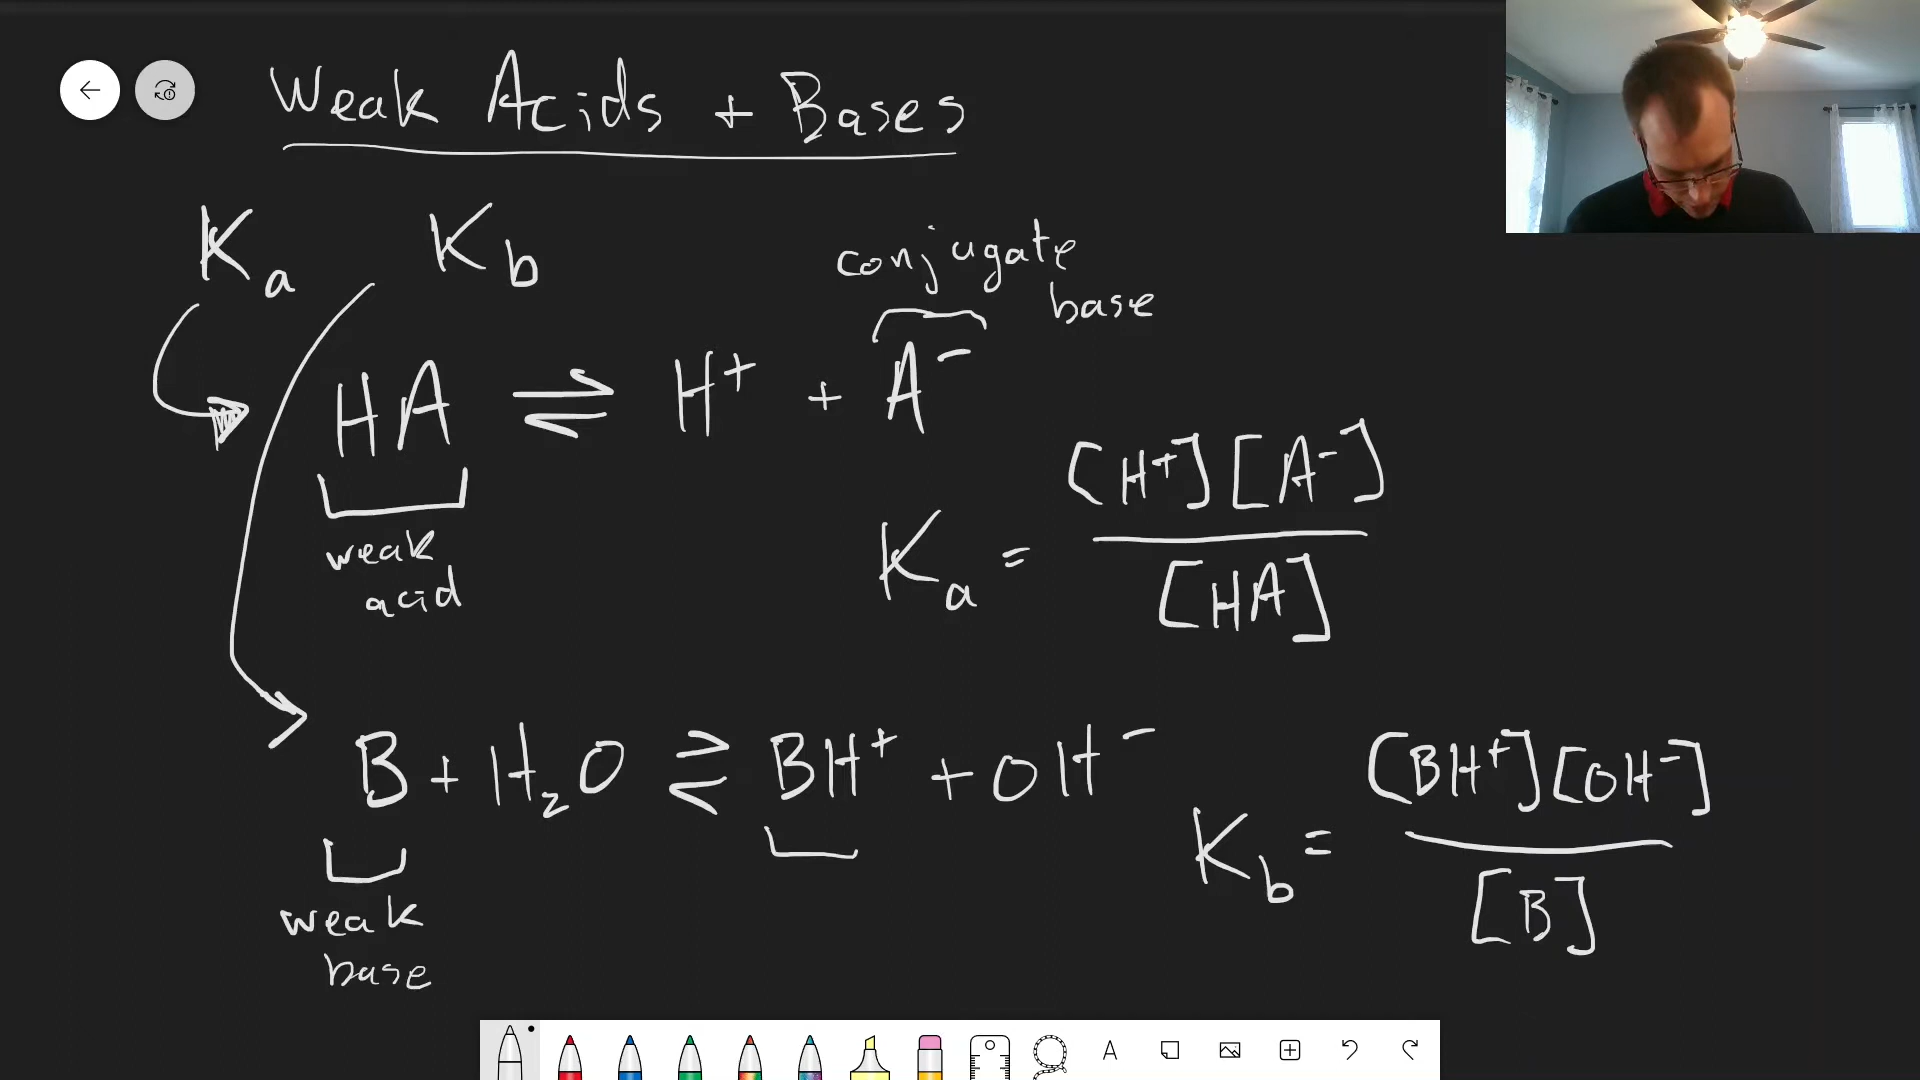 Weak Acids + Bases
Ka Kb
conjugate
base
HA ⇌ H⁺ + A⁻
weak
acid
Ka = [H⁺][A⁻] / [HA]
B + H₂O ⇌ BH⁺ + OH⁻
weak
base
Kb = [BH⁺][OH⁻] / [B]
A